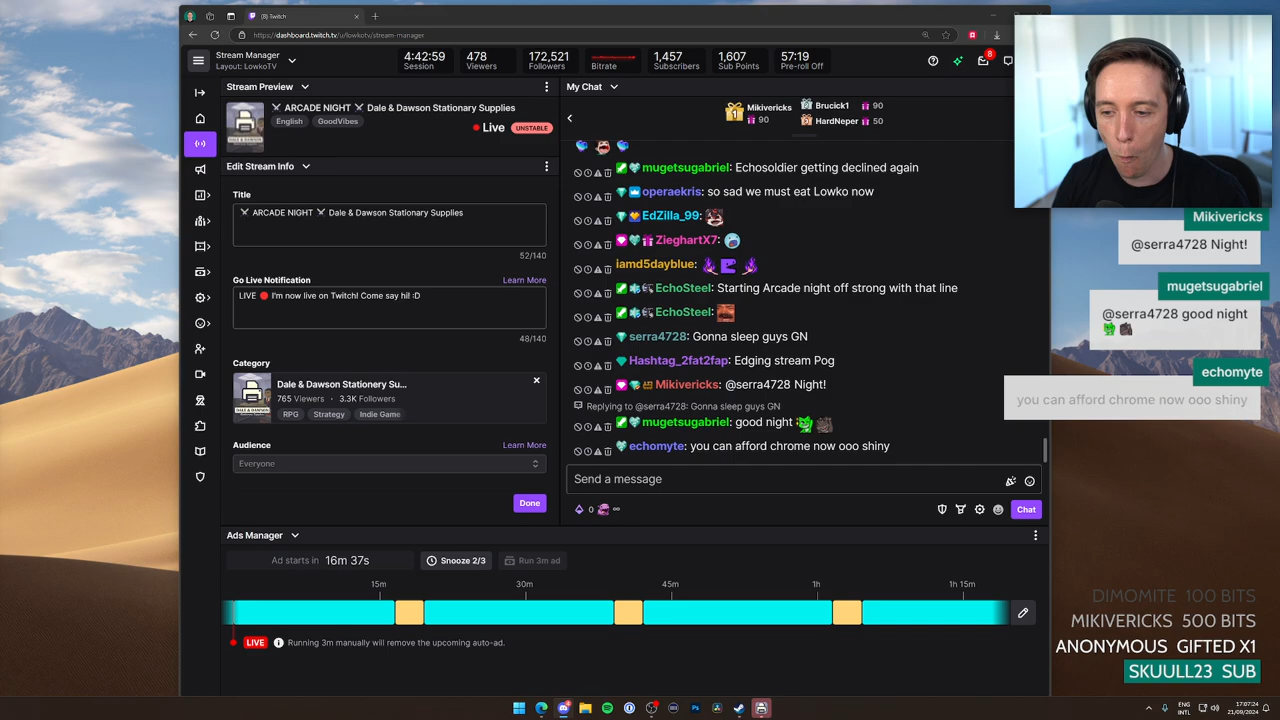 (8) Twitch
https://dashboard.twitch.tv/u/lowkotv/stream-manager
Stream Manager
Layout: LowkoTV
4:42:59
Session
478
Viewers
172,521
Followers
Bitrate
1,457
Subscribers
1,607
Sub Points
57:19
Pre-roll Off
8
Stream Preview
⚔ ARCADE NIGHT ⚔ Dale & Dawson Stationary Supplies
English
GoodVibes
Live
UNSTABLE
Edit Stream Info
Title
⚔ ARCADE NIGHT ⚔ Dale & Dawson Stationary Supplies
52/140
Go Live Notification
Learn More
LIVE 🔴 I'm now live on Twitch! Come say hi! :D
48/140
Category
Dale & Dawson Stationery Su...
765 Viewers • 3.3K Followers
RPG
Strategy
Indie Game
Audience
Learn More
Everyone
Done
My Chat
1
Mikivericks
90
Brucick1
90
HardNeper
50
mugetsugabriel: Echosoldier getting declined again
operaekris: so sad we must eat Lowko now
EdZilla_99:
ZieghartX7:
iamd5dayblue:
EchoSteel: Starting Arcade night off strong with that line
EchoSteel:
serra4728: Gonna sleep guys GN
Hashtag_2fat2fap: Edging stream Pog
Mikivericks: @serra4728 Night!
Replying to @serra4728: Gonna sleep guys GN
mugetsugabriel: good night
echomyte: you can afford chrome now ooo shiny
Send a message
0
∞
Chat
Ads Manager
Ad starts in 16m 37s
Snooze 2/3
Run 3m ad
15m
30m
45m
1h
1h 15m
LIVE
Running 3m manually will remove the upcoming auto-ad.
Mikivericks
@serra4728 Night!
mugetsugabriel
@serra4728 good night
echomyte
you can afford chrome now ooo shiny
DIMOMITE 100 BITS
MIKIVERICKS 500 BITS
ANONYMOUS GIFTED X1
SKUULL23 SUB
ENG
INTL
17:07:24
21/09/2024